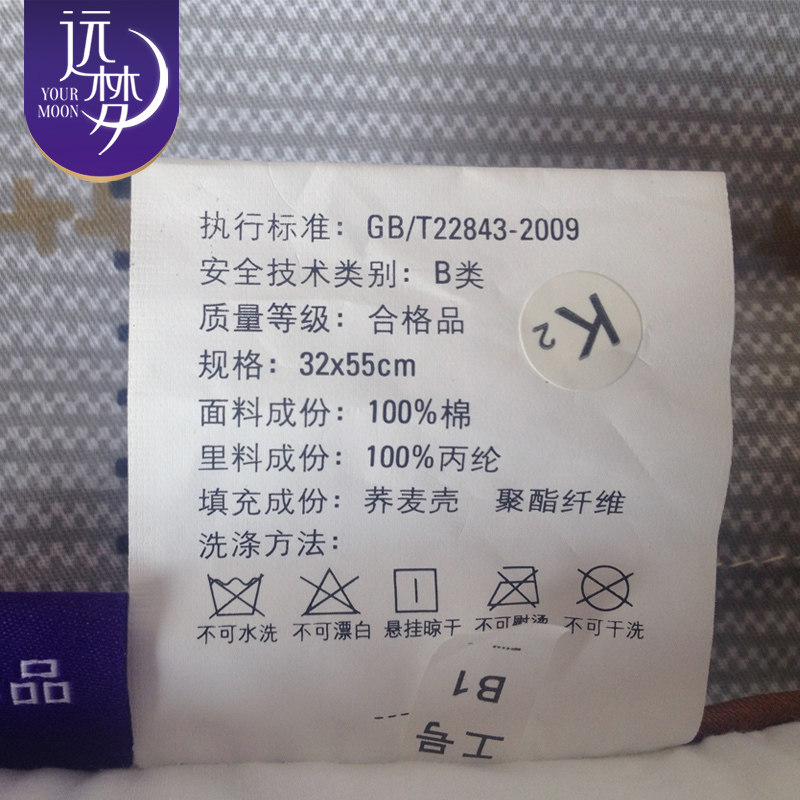 远梦
YOUR
MOON
执行标准：GB/T22843-2009
安全技术类别：B类
质量等级：合格品
规格：32x55cm
面料成份：100%棉
里料成份：100%丙纶
填充成份：荞麦壳 聚酯纤维
洗涤方法：
不可水洗 不可漂白 悬挂晾干 不可熨烫 不可干洗
K2
B1
工号
品